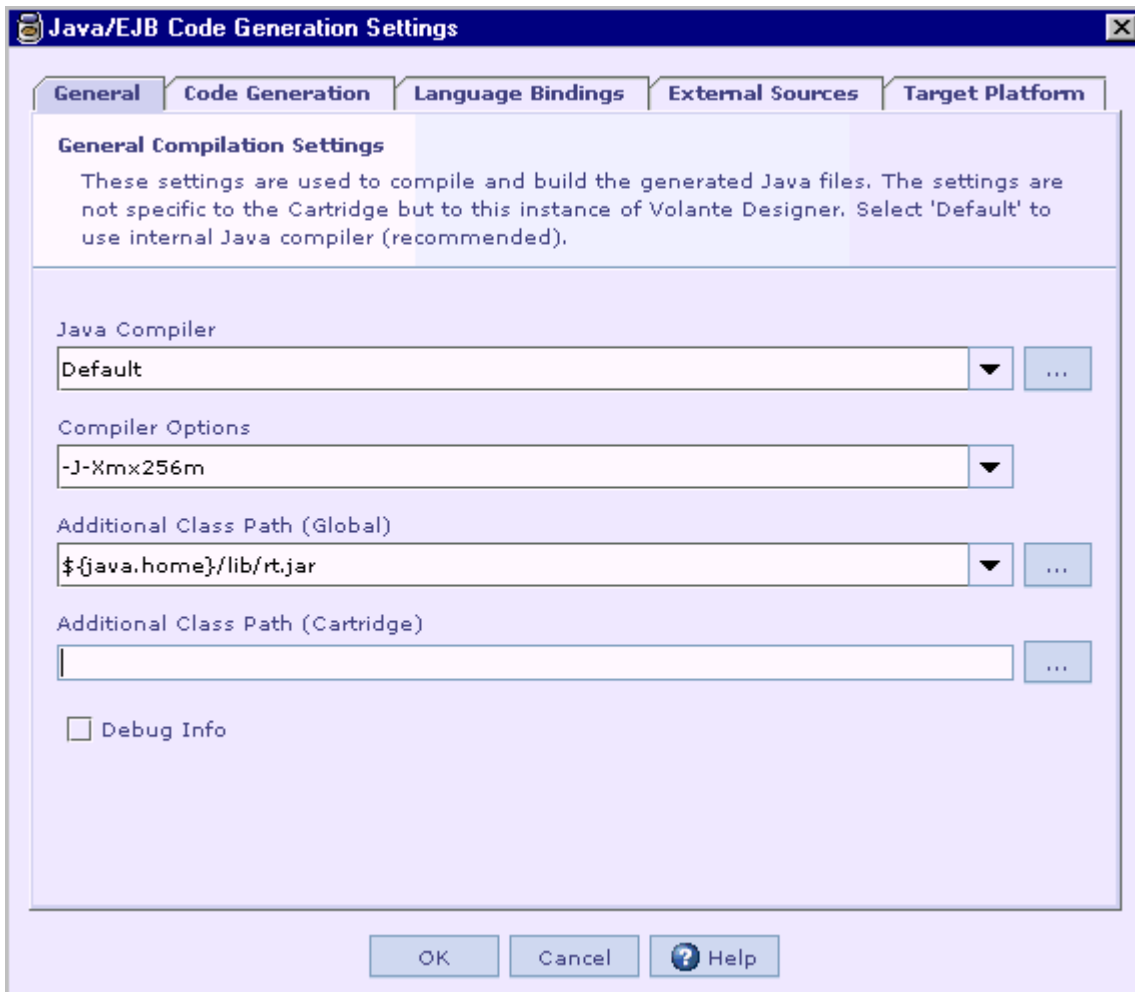 Java/EJB Code Generation Settings
General Code Generation Language Bindings External Sources Target Platform
General Compilation Settings
These settings are used to compile and build the generated Java files. The settings are
not specific to the Cartridge but to this instance of Volante Designer. Select 'Default' to
use internal Java compiler (recommended).
Java Compiler
Default ...
Compiler Options
-J-Xmx256m
Additional Class Path (Global)
${java.home}/lib/rt.jar ...
Additional Class Path (Cartridge)
...
Debug Info
OK Cancel Help